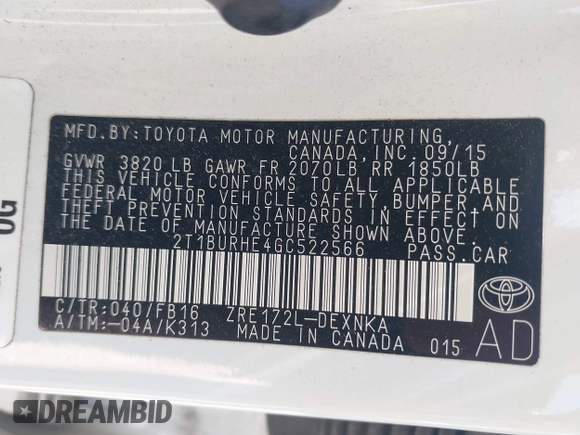 MFD.BY:TOYOTA MOTOR MANUFACTURING,
CANADA, INC. 09/15
GVWR 3820 LB GAWR FR 2070LB RR 1850LB
THIS VEHICLE CONFORMS TO ALL APPLICABLE
FEDERAL MOTOR VEHICLE SAFETY, BUMPER, AND
THEFT PREVENTION STANDARDS IN EFFECT ON
THE DATE OF MANUFACTURE SHOWN ABOVE.
2T1BURHE4GC522566 PASS.CAR
C/TR:040/FB16 ZRE172L-DEXNKA
A/TM:-04A/K313 MADE IN CANADA 015
AD
OG
DREAMBID